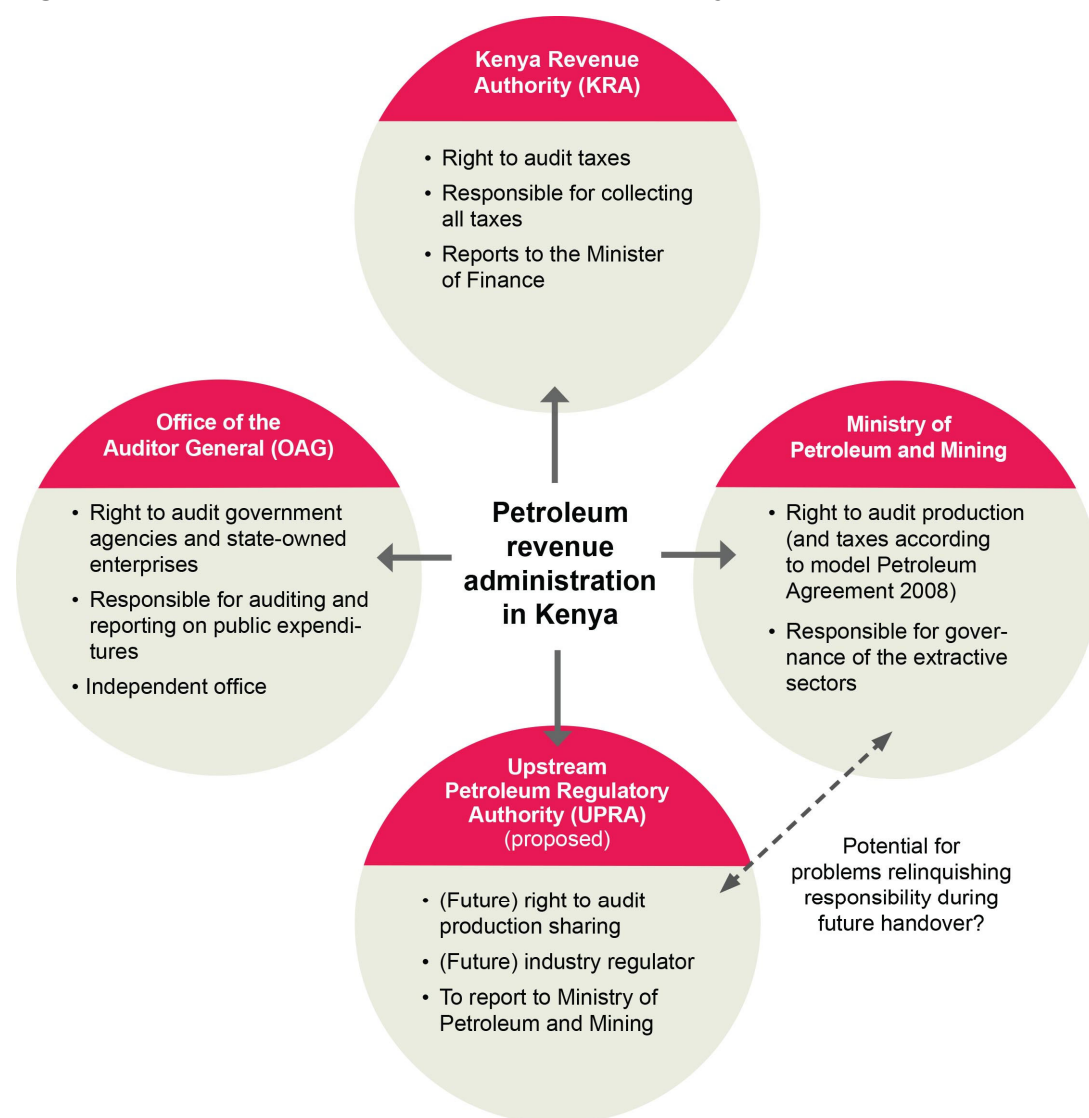 Kenya Revenue
Authority (KRA)
• Right to audit taxes
• Responsible for collecting
all taxes
• Reports to the Minister
of Finance
Office of the
Auditor General (OAG)
• Right to audit government
agencies and state-owned
enterprises
• Responsible for auditing and
reporting on public expendi-
tures
• Independent office
Petroleum
revenue
administration
in Kenya
Ministry of
Petroleum and Mining
• Right to audit production
(and taxes according
to model Petroleum
Agreement 2008)
• Responsible for gover-
nance of the extractive
sectors
Upstream
Petroleum Regulatory
Authority (UPRA)
(proposed)
• (Future) right to audit
production sharing
• (Future) industry regulator
• To report to Ministry of
Petroleum and Mining
Potential for
problems relinquishing
responsibility during
future handover?